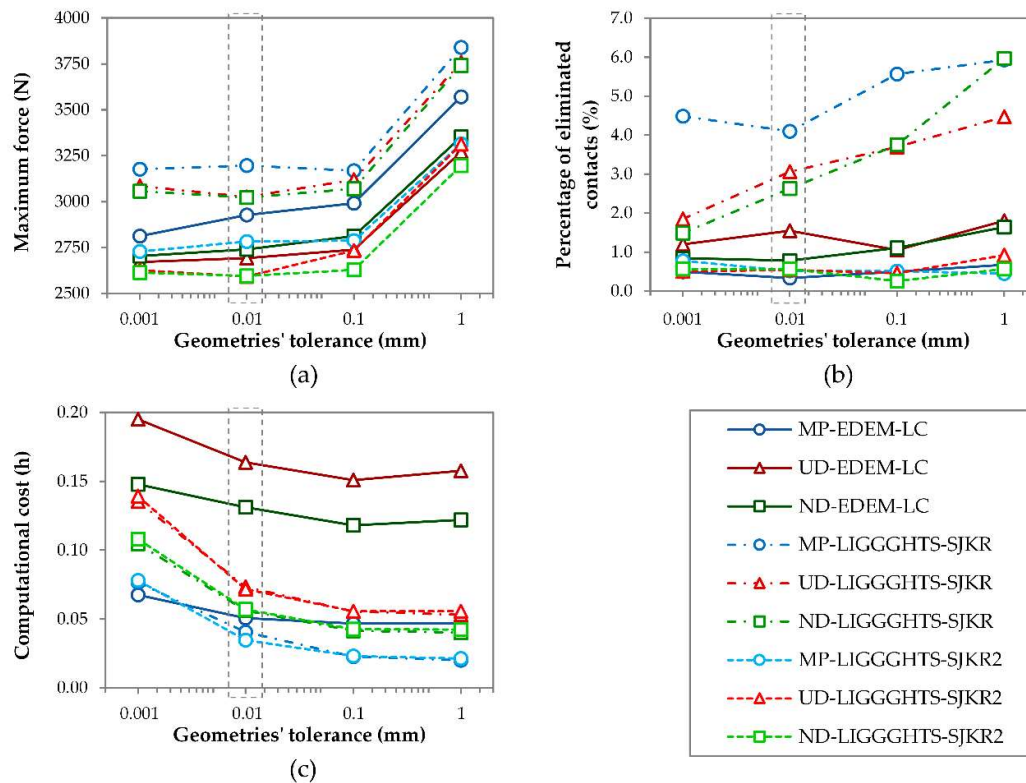 Maximum force (N)
4000
3750
3500
3250
3000
2750
2500
0.001
0.01
0.1
1
Geometries' tolerance (mm)
(a)
Percentage of eliminated
contacts (%)
7.0
6.0
5.0
4.0
3.0
2.0
1.0
0.0
0.001
0.01
0.1
1
Geometries' tolerance (mm)
(b)
Computational cost (h)
0.20
0.15
0.10
0.05
0.00
0.001
0.01
0.1
1
Geometries' tolerance (mm)
(c)
MP-EDEM-LC
UD-EDEM-LC
ND-EDEM-LC
MP-LIGGGHTS-SJKR
UD-LIGGGHTS-SJKR
ND-LIGGGHTS-SJKR
MP-LIGGGHTS-SJKR2
UD-LIGGGHTS-SJKR2
ND-LIGGGHTS-SJKR2